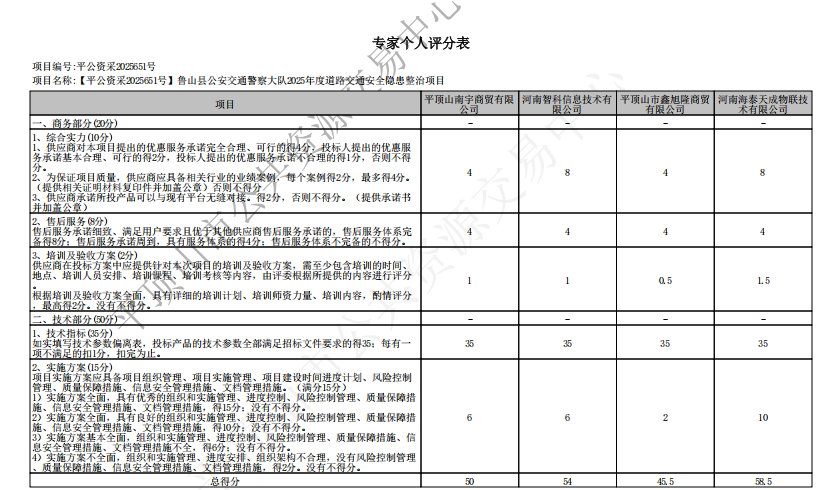 专家个人评分表
项目编号:平公资采2025651号
项目名称:【平公资采2025651号】鲁山县公安交通警察大队2025年度道路交通安全隐患整治项目
项目 平顶山南宇商贸有限公司 河南智科信息技术有限公司 平顶山市鑫旭隆商贸有限公司 河南海泰天成物联技术有限公司
一、商务部分(20分) - - - -
1、综合实力(10分)
1、供应商对本项目提出的优惠服务承诺完全合理、可行的得4分，投标人提出的优惠服
务承诺基本合理、可行的得2分，投标人提出的优惠服务承诺不合理的得1分，否则不得
分。
2、为保证项目质量，供应商应具备相关行业的业绩案例，每个案例得2分，最多得4分。
（提供相关证明材料复印件并加盖公章）否则不得分
3、供应商承诺所投产品可以与现有平台无缝对接。得2分，否则不得分。（提供承诺书
并加盖公章）
4 8 4 8
2、售后服务(8分)
售后服务承诺细致、满足用户要求且优于其他供应商售后服务承诺的，售后服务体系完
备得8分；售后服务承诺周到，具有服务体系的得4分；售后服务体系不完备的不得分。
4 4 4 4
3、培训及验收方案(2分)
供应商在投标方案中应提供针对本次项目的培训及验收方案，需至少包含培训的时间、
地点、培训人员安排、培训课程、培训考核等内容，由评委根据所提供的内容进行评分
。
根据培训及验收方案全面，具有详细的培训计划、培训师资力量、培训内容，酌情评分
，最高得2分。没有不得分。
1 1 0.5 1.5
二、技术部分(50分) - - - -
1、技术指标(35分)
如实填写技术参数偏离表，投标产品的技术参数全部满足招标文件要求的得35；每有一
项不满足的扣1分，扣完为止。
35 35 35 35
2、实施方案(15分)
项目实施方案应具备项目组织管理、项目实施管理、项目建设时间进度计划、风险控制
管理、质量保障措施、信息安全管理措施、文档管理措施。（满分15分）
1）实施方案全面，具有优秀的组织和实施管理、进度控制、风险控制管理、质量保障措
施、信息安全管理措施、文档管理措施，得15分；没有不得分。
2）实施方案全面，具有良好的组织和实施管理、进度控制、风险控制管理、质量保障措
施、信息安全管理措施、文档管理措施，得10分；没有不得分。
3）实施方案基本全面，组织和实施管理、进度控制、风险控制管理、质量保障措施、信
息安全管理措施、文档管理措施不全，得6分；没有不得分。
4）实施方案不全面，组织和实施管理、进度安排、组织架构不合理，没有风险控制管理
、质量保障措施、信息安全管理措施、文档管理措施，得2分。没有不得分。
6 6 2 10
总得分 50 54 45.5 58.5
平顶山市公共资源交易中心
市公共资源交易中心